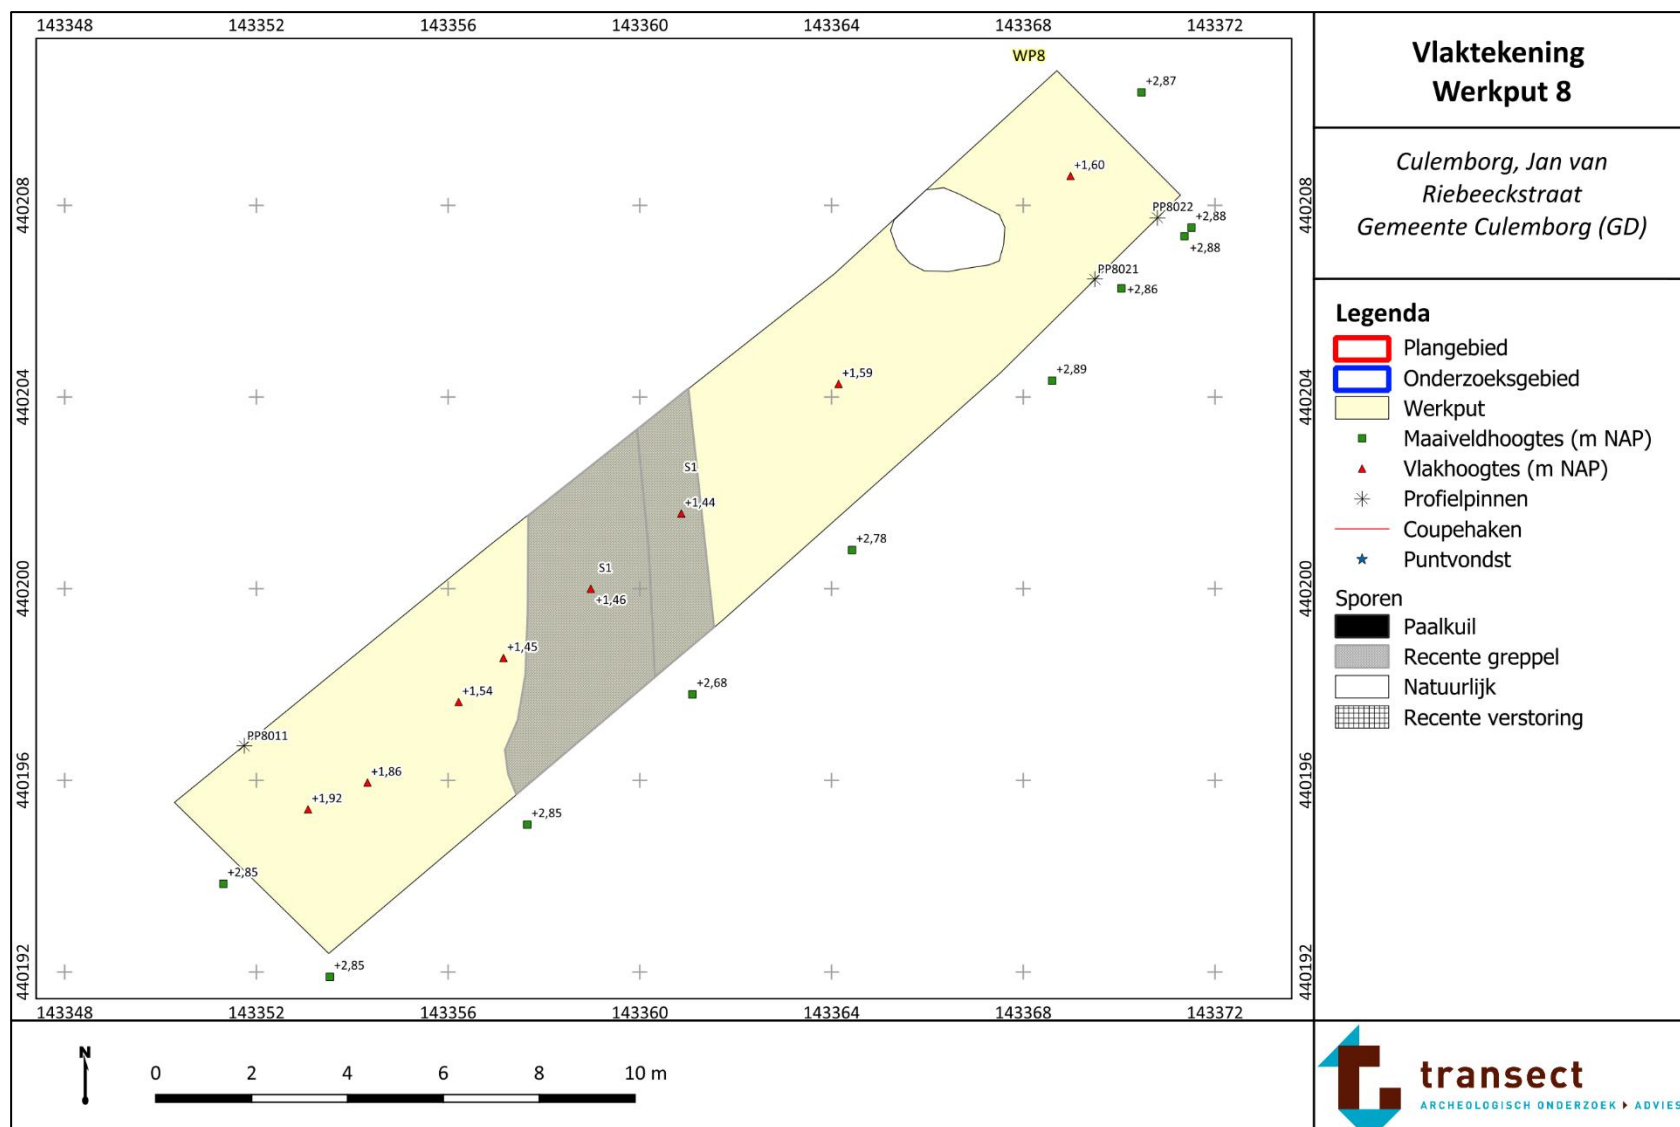 143348 143352 143356 143360 143364 143368 143372
WP8
+2,87
+1,60
440208 440208
PP8022
+2,88
+2,88
PP8021
+2,86
+1,59
+2,89
440204 440204
S1
+1,44
+2,78
S1
+1,46
440200 440200
+1,45
+1,54
+2,68
PP8011
+1,86
440196 440196
+1,92
+2,85
+2,85
+2,85
440192 440192
143348 143352 143356 143360 143364 143368 143372
N
0 2 4 6 8 10 m
Vlaktekening
Werkput 8
Culemborg, Jan van
Riebeeckstraat
Gemeente Culemborg (GD)
Legenda
Plangebied
Onderzoeksgebied
Werkput
Maaiveldhoogtes (m NAP)
Vlakhoogtes (m NAP)
Profielpinnen
Coupehaken
Puntvondst
Sporen
Paalkuil
Recente greppel
Natuurlijk
Recente verstoring
transect
ARCHEOLOGISCH ONDERZOEK ▸ ADVIES